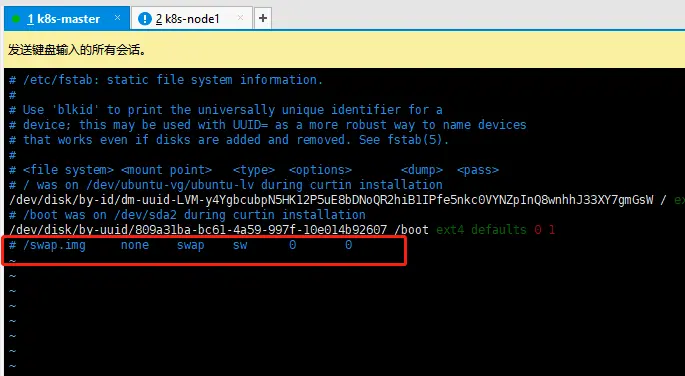 1 k8s-master × 2 k8s-node1 × +
发送键盘输入的所有会话。
# /etc/fstab: static file system information.
#
# Use 'blkid' to print the universally unique identifier for a
# device; this may be used with UUID= as a more robust way to name devices
# that works even if disks are added and removed. See fstab(5).
#
# <file system> <mount point>   <type>  <options>       <dump>  <pass>
# / was on /dev/ubuntu-vg/ubuntu-lv during curtin installation
/dev/disk/by-id/dm-uuid-LVM-y4YgbcubpN5HK12P5uE8bDNoQR2hiB1IPfe5nkc0VYNZpInQ8wnhhJ33XY7gmGsW / ex
# /boot was on /dev/sda2 during curtin installation
/dev/disk/by-uuid/809a31ba-bc61-4a59-997f-10e014b92607 /boot ext4 defaults 0 1
# /swap.img      none    swap    sw      0       0
~
~
~
~
~
~
~
~